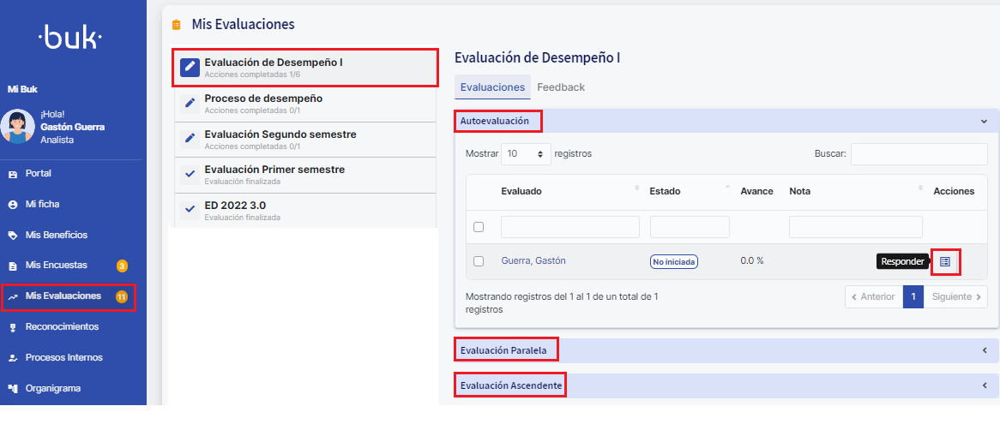 ·buk·
Mi Buk
¡Hola!
Gastón Guerra
Analista
Portal
Mi ficha
Mis Beneficios
Mis Encuestas 3
Mis Evaluaciones 11
Reconocimientos
Procesos Internos
Organigrama
Mis Evaluaciones
Evaluación de Desempeño I
Acciones completadas 1/6
Proceso de desempeño
Acciones completadas 0/1
Evaluación Segundo semestre
Acciones completadas 0/1
Evaluación Primer semestre
Evaluación finalizada
ED 2022 3.0
Evaluación finalizada
Evaluación de Desempeño I
Evaluaciones Feedback
Autoevaluación
Mostrar 10 registros Buscar:
Evaluado Estado Avance Nota Acciones
Guerra, Gastón No iniciada 0.0 % Responder
Mostrando registros del 1 al 1 de un total de 1
registros
Anterior 1 Siguiente
Evaluación Paralela
Evaluación Ascendente